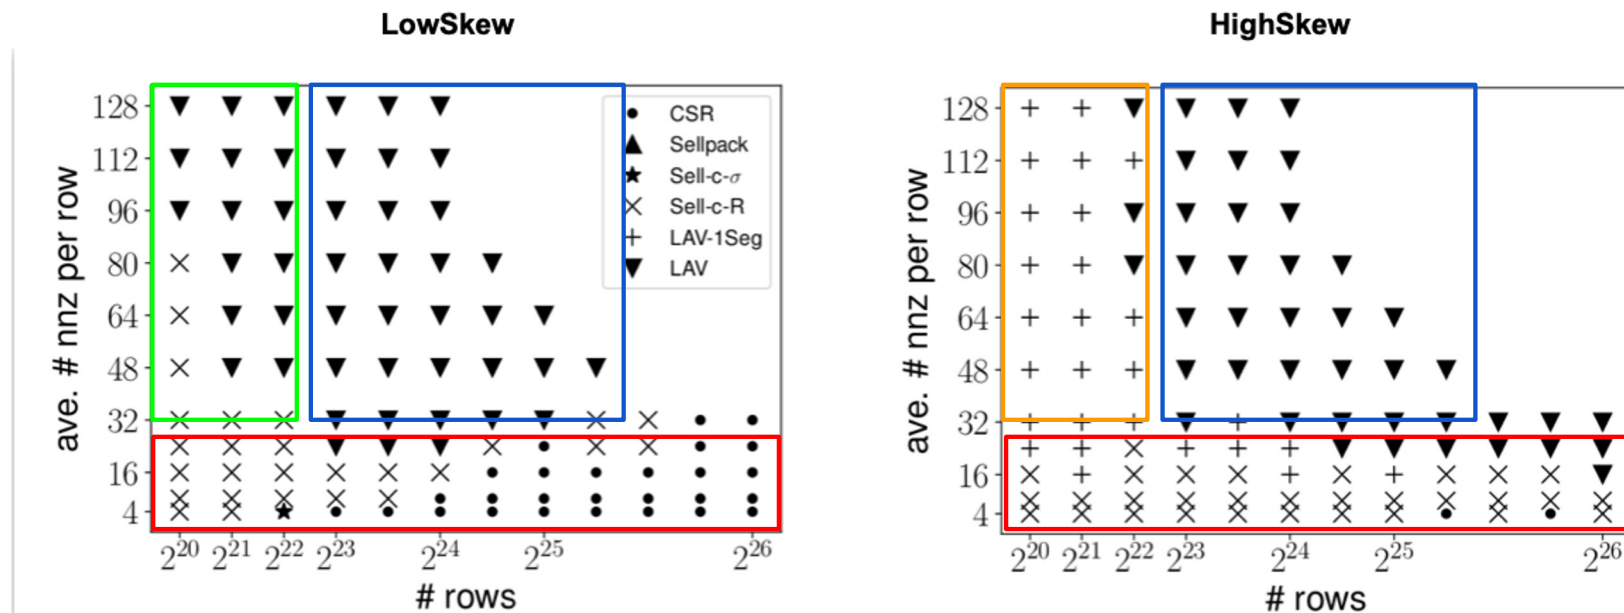 LowSkew
ave. # nnz per row
128
112
96
80
64
48
32
16
4
CSR
Sellpack
Sell-c-σ
Sell-c-R
LAV-1Seg
LAV
2^20 2^21 2^22 2^23 2^24 2^25 2^26
# rows
HighSkew
ave. # nnz per row
128
112
96
80
64
48
32
16
4
2^20 2^21 2^22 2^23 2^24 2^25 2^26
# rows